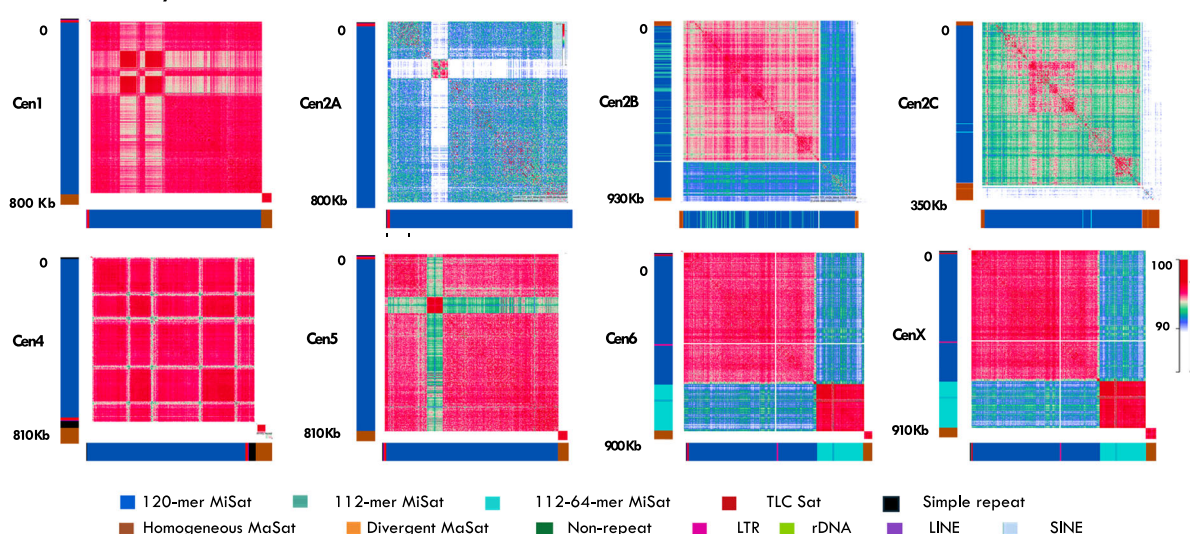 0 0 0 0
Cen1 Cen2A Cen2B Cen2C
800 Kb 800Kb 930Kb 350Kb
0 0 0 0
100
Cen4 Cen5 Cen6 CenX
90
810Kb 810Kb 900Kb 910Kb
120-mer MiSat 112-mer MiSat 112-64-mer MiSat TLC Sat Simple repeat
Homogeneous MaSat Divergent MaSat Non-repeat LTR rDNA LINE SINE